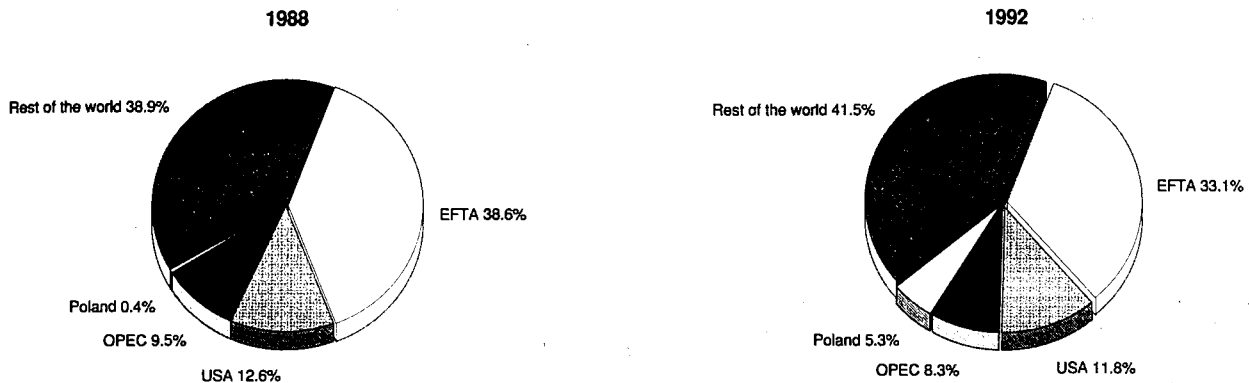 1988
Rest of the world 38.9%
EFTA 38.6%
Poland 0.4%
OPEC 9.5%
USA 12.6%
1992
Rest of the world 41.5%
EFTA 33.1%
Poland 5.3%
OPEC 8.3%
USA 11.8%